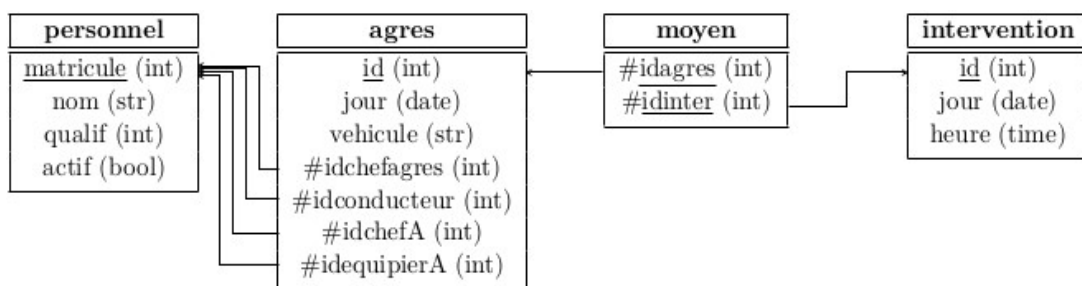 personnel
matricule (int)
nom (str)
qualif (int)
actif (bool)
agres
id (int)
jour (date)
vehicule (str)
#idchefagres (int)
#idconducteur (int)
#idchefA (int)
#idequipierA (int)
moyen
#idagres (int)
#idinter (int)
intervention
id (int)
jour (date)
heure (time)